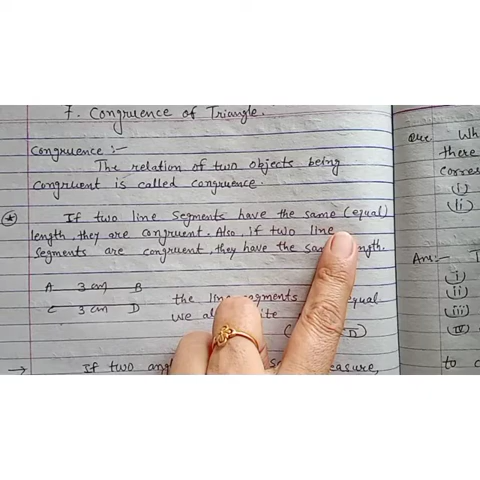 7. Congruence of Triangle.
Congruence :-
The relation of two objects being
congruent is called congruence.
If two line segments have the same (equal)
length, they are congruent. Also, if two line
segments are congruent, they have the same length.
A 3 cm B
the line segments equal
C 3 cm D
We al
→ If two ang
Que. Wh
there
corres
(i)
(ii)
Ans:-
(i)
(ii)
(iii)
(iv)
to c